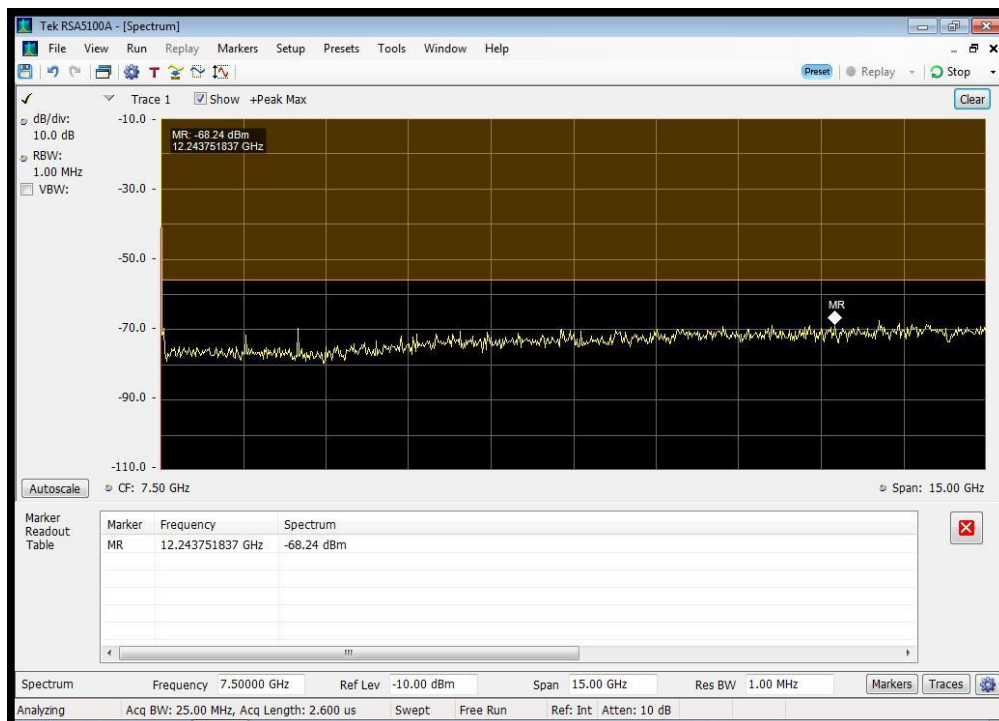 Tek RSA5100A - [Spectrum]
File View Run Replay Markers Setup Presets Tools Window Help
T Preset Replay Stop
Trace 1 Show +Peak Max Clear
dB/div:
10.0 dB
RBW:
1.00 MHz
VBW:
-10.0
MR: -68.24 dBm
12.243751837 GHz
-30.0
-50.0
MR
-70.0
-90.0
-110.0
Autoscale CF: 7.50 GHz Span: 15.00 GHz
Marker
Readout
Table
Marker Frequency Spectrum
MR 12.243751837 GHz -68.24 dBm
Spectrum Frequency 7.50000 GHz Ref Lev -10.00 dBm Span 15.00 GHz Res BW 1.00 MHz Markers Traces
Analyzing Acq BW: 25.00 MHz, Acq Length: 2.600 us Swept Free Run Ref: Int Atten: 10 dB